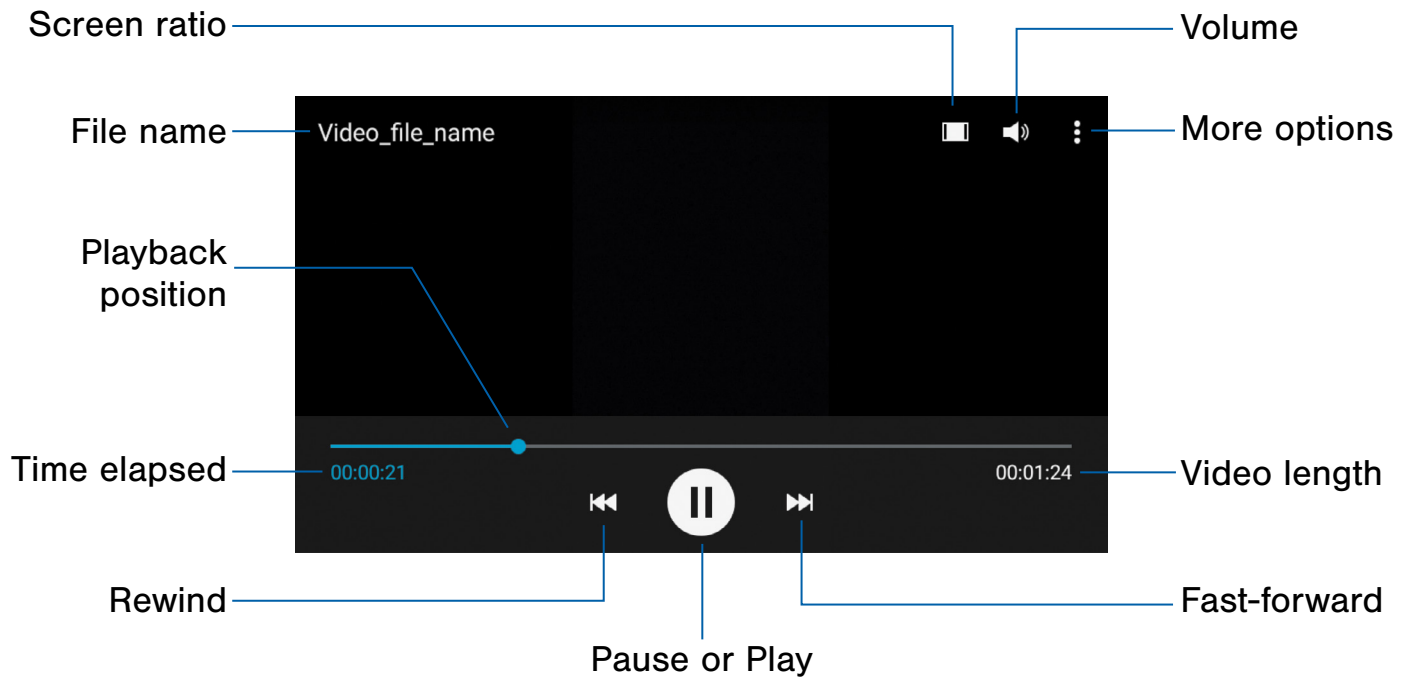 Screen ratio
Volume
File name
Video_file_name
More options
Playback
position
Time elapsed
00:00:21
00:01:24
Video length
Rewind
Fast-forward
Pause or Play